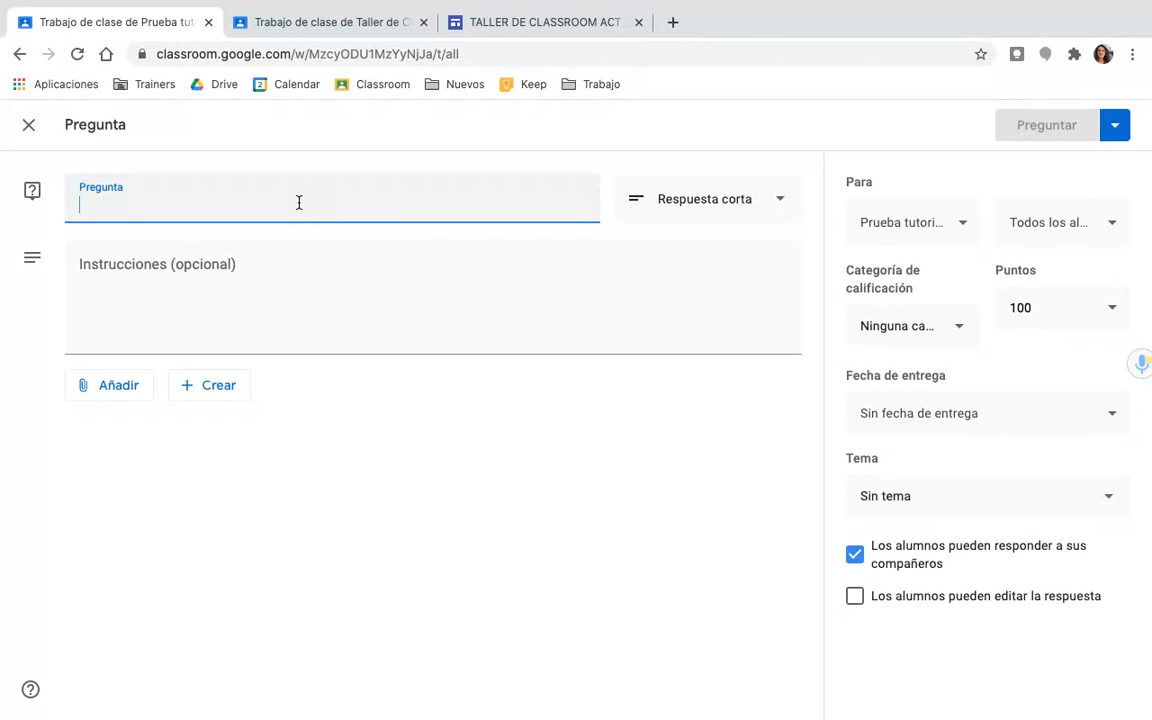 Trabajo de clase de Prueba tut
Trabajo de clase de Taller de C
TALLER DE CLASSROOM ACT
classroom.google.com/w/MzcyODU1MzYyNjJa/t/all
Aplicaciones
Trainers
Drive
Calendar
Classroom
Nuevos
Keep
Trabajo
Pregunta
Preguntar
Pregunta
Respuesta corta
Instrucciones (opcional)
Añadir
Crear
Para
Prueba tutori...
Todos los al...
Categoría de
calificación
Puntos
Ninguna ca...
100
Fecha de entrega
Sin fecha de entrega
Tema
Sin tema
Los alumnos pueden responder a sus
compañeros
Los alumnos pueden editar la respuesta